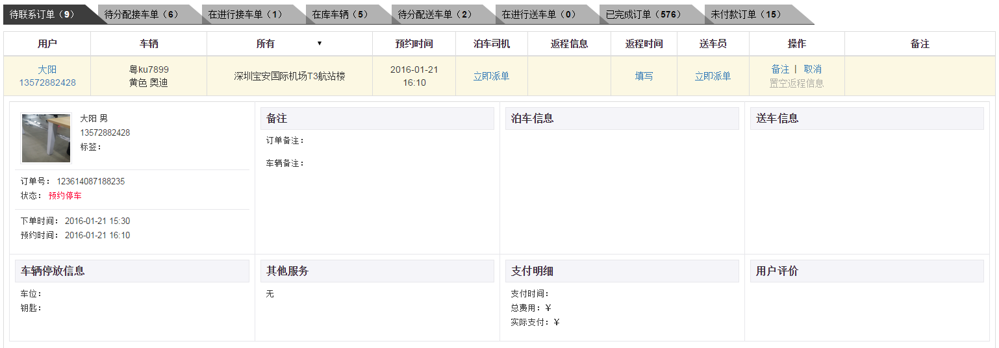 待联系订单（9） 待分配接车单（6） 在进行接车单（1） 在库车辆（5） 待分配送车单（2） 在进行送车单（0） 已完成订单（576） 未付款订单（15）
用户 车辆 所有 ▼ 预约时间 泊车司机 返程信息 返程时间 送车员 操作 备注
大阳
13572882428
粤ku7899
黄色 奥迪
深圳宝安国际机场T3航站楼
2016-01-21
16:10
立即派单
填写
立即派单
备注 | 取消
置空返程信息
大阳 男
13572882428
标签：
订单号： 123614087188235
状态： 预约停车
下单时间： 2016-01-21 15:30
预约时间： 2016-01-21 16:10
备注
订单备注：
车辆备注：
泊车信息
送车信息
车辆停放信息
车位：
钥匙：
其他服务
无
支付明细
支付时间：
总费用：￥
实际支付：￥
用户评价